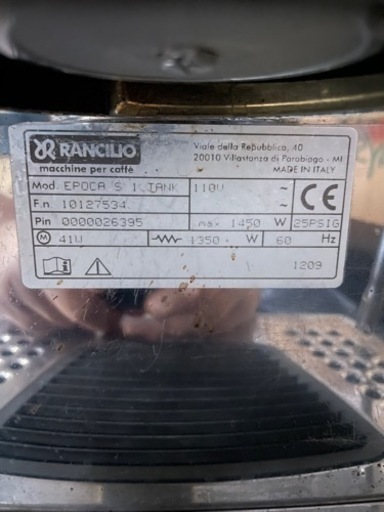 RANCILIO
macchine per caffè
Viale della Repubblica, 40
20010 Villastanza di Parabiago - MI
MADE IN ITALY
Mod. EPOCA S 1 TANK 110V ~
F.n. 10127534 ~
CE
Pin 0000026395 max 1450 W 25PSIG
M 41W 1350 W 60 Hz
1209